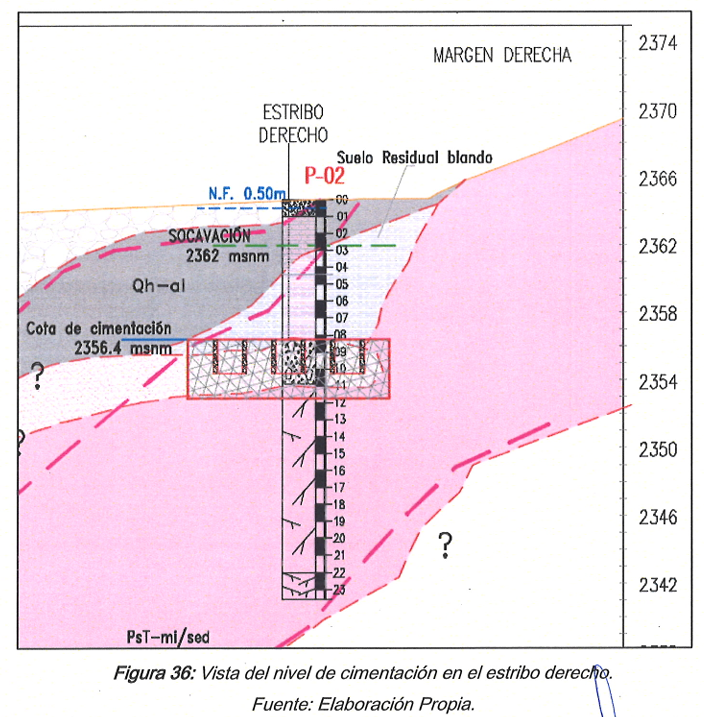 MARGEN DERECHA
ESTRIBO
DERECHO
Suelo Residual blando
P-02
N.F. 0.50m
SOCAVACIÓN
2362 msnm
Qh-al
Cota de cimentación
2356.4 msnm
?
?
?
PsT-mi/sed
00
01
02
03
04
05
06
07
08
09
10
11
12
13
14
15
16
17
18
19
20
21
22
23
2374
2370
2366
2362
2358
2354
2350
2346
2342
Figura 36: Vista del nivel de cimentación en el estribo derecho.
Fuente: Elaboración Propia.